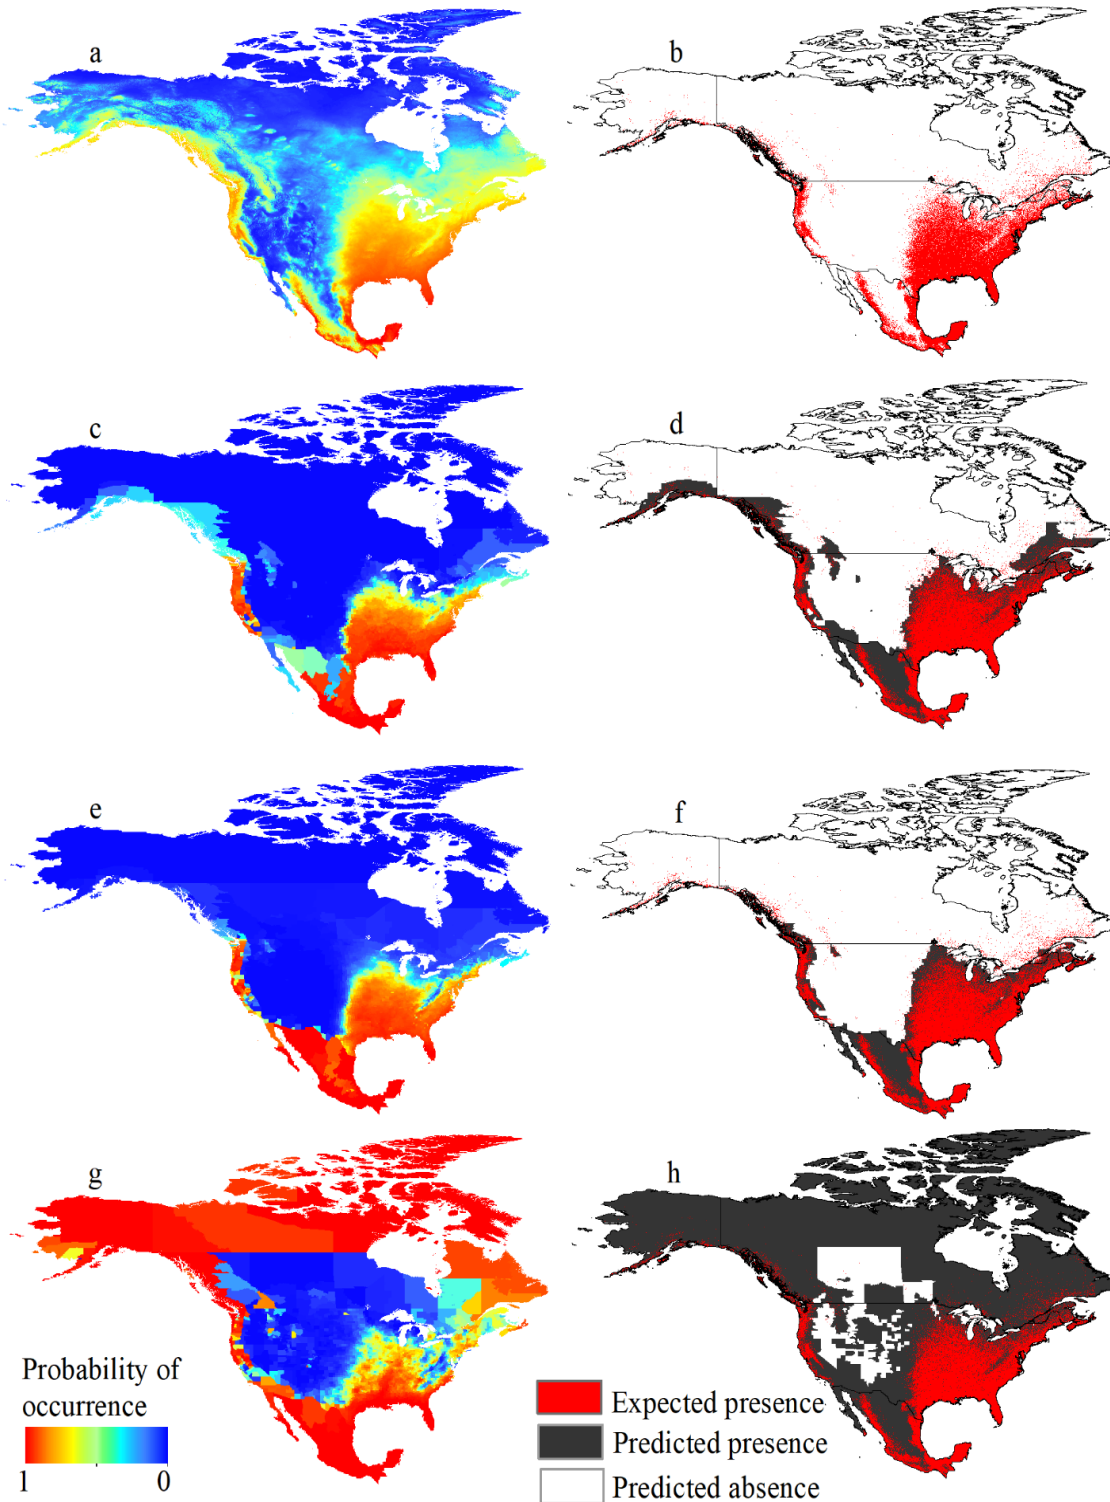 a
b
c
d
e
f
g
h
Probability of
occurrence
1
0
Expected presence
Predicted presence
Predicted absence